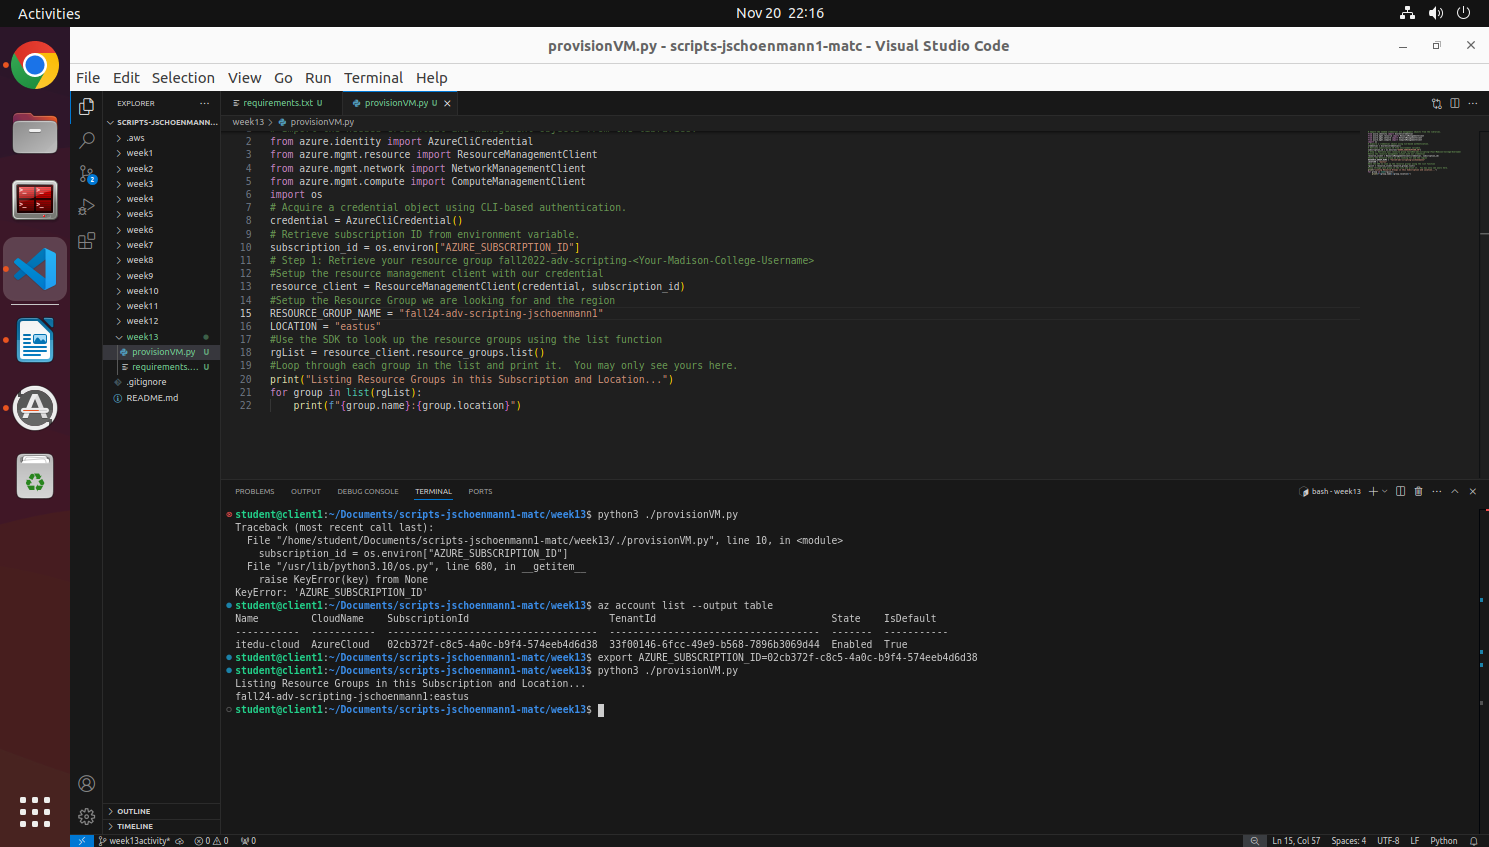 Activities
Nov 20 22:16
provisionVM.py - scripts-jschoenmann1-matc - Visual Studio Code
File Edit Selection View Go Run Terminal Help
EXPLORER
SCRIPTS-JSCHOENMANN...
.aws
week1
week2
week3
week4
week5
week6
week7
week8
week9
week10
week11
week12
week13
provisionVM.py U
requirements.... U
.gitignore
README.md
OUTLINE
TIMELINE
requirements.txt U
provisionVM.py U
week13 > provisionVM.py
2 from azure.identity import AzureCliCredential
3 from azure.mgmt.resource import ResourceManagementClient
4 from azure.mgmt.network import NetworkManagementClient
5 from azure.mgmt.compute import ComputeManagementClient
6 import os
7 # Acquire a credential object using CLI-based authentication.
8 credential = AzureCliCredential()
9 # Retrieve subscription ID from environment variable.
10 subscription_id = os.environ["AZURE_SUBSCRIPTION_ID"]
11 # Step 1: Retrieve your resource group fall2022-adv-scripting-<Your-Madison-College-Username>
12 #Setup the resource management client with our credential
13 resource_client = ResourceManagementClient(credential, subscription_id)
14 #Setup the Resource Group we are looking for and the region
15 RESOURCE_GROUP_NAME = "fall24-adv-scripting-jschoenmann1"
16 LOCATION = "eastus"
17 #Use the SDK to look up the resource groups using the list function
18 rgList = resource_client.resource_groups.list()
19 #Loop through each group in the list and print it.  You may only see yours here.
20 print("Listing Resource Groups in this Subscription and Location...")
21 for group in list(rgList):
22     print(f"{group.name}:{group.location}")
PROBLEMS OUTPUT DEBUG CONSOLE TERMINAL PORTS
bash - week13
student@client1:~/Documents/scripts-jschoenmann1-matc/week13$ python3 ./provisionVM.py
Traceback (most recent call last):
  File "/home/student/Documents/scripts-jschoenmann1-matc/week13/./provisionVM.py", line 10, in <module>
    subscription_id = os.environ["AZURE_SUBSCRIPTION_ID"]
  File "/usr/lib/python3.10/os.py", line 680, in __getitem__
    raise KeyError(key) from None
KeyError: 'AZURE_SUBSCRIPTION_ID'
student@client1:~/Documents/scripts-jschoenmann1-matc/week13$ az account list --output table
Name CloudName SubscriptionId TenantId State IsDefault
----------- ----------- ------------------------------------ ------------------------------------ ------- -----------
itedu-cloud AzureCloud 02cb372f-c8c5-4a0c-b9f4-574eeb4d6d38 33f00146-6fcc-49e9-b568-7896b3069d44 Enabled True
student@client1:~/Documents/scripts-jschoenmann1-matc/week13$ export AZURE_SUBSCRIPTION_ID=02cb372f-c8c5-4a0c-b9f4-574eeb4d6d38
student@client1:~/Documents/scripts-jschoenmann1-matc/week13$ python3 ./provisionVM.py
Listing Resource Groups in this Subscription and Location...
fall24-adv-scripting-jschoenmann1:eastus
student@client1:~/Documents/scripts-jschoenmann1-matc/week13$
2
week13activity* 0 0 0
Ln 15, Col 57 Spaces: 4 UTF-8 LF Python